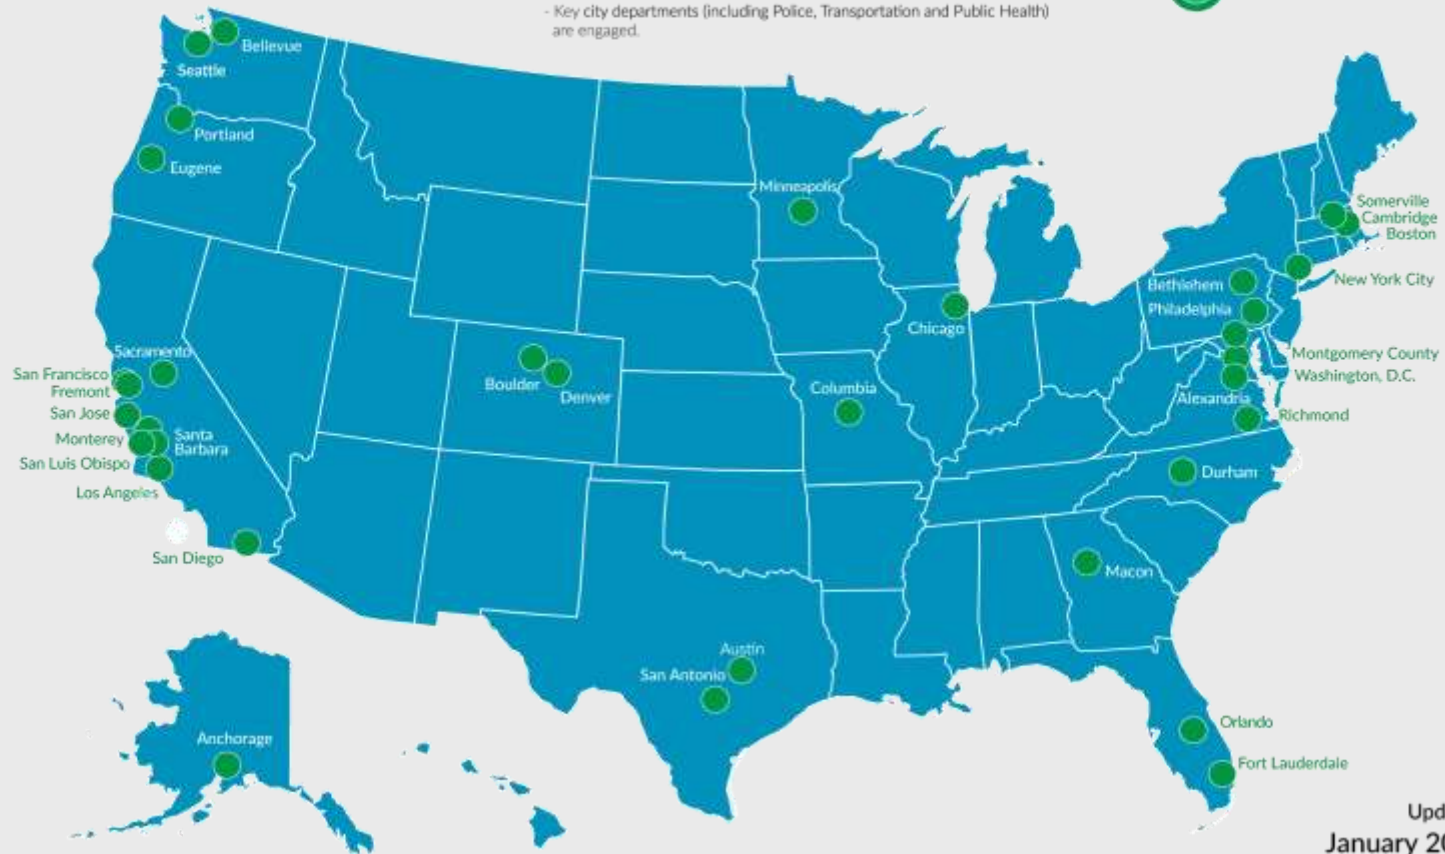 - Key city departments (including Police, Transportation and Public Health)
are engaged.
Bellevue
Seattle
Portland
Eugene
Minneapolis
Somerville
Cambridge
Boston
New York City
Bethlehem
Philadelphia
Chicago
Montgomery County
Washington, D.C.
Alexandria
Richmond
Sacramento
San Francisco
Fremont
San Jose
Monterey
Santa
Barbara
San Luis Obispo
Los Angeles
San Diego
Boulder
Denver
Columbia
Durham
Macon
Austin
San Antonio
Orlando
Fort Lauderdale
Anchorage
Upd
January 20